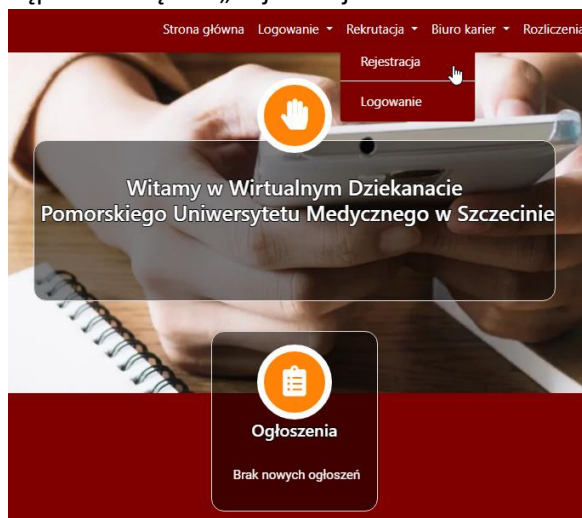 Strona główna Logowanie Rekrutacja Biuro karier Rozliczenia
Rejestracja
Logowanie
Witamy w Wirtualnym Dziekanacie
Pomorskiego Uniwersytetu Medycznego w Szczecinie
Ogłoszenia
Brak nowych ogłoszeń